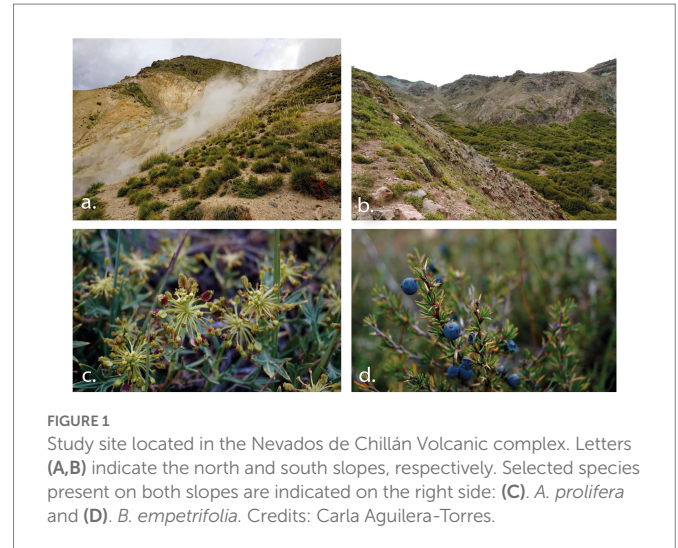 a.
b.
c.
d.
FIGURE 1
Study site located in the Nevados de Chillán Volcanic complex. Letters
(A,B) indicate the north and south slopes, respectively. Selected species
present on both slopes are indicated on the right side: (C). A. prolifera
and (D). B. empetrifolia. Credits: Carla Aguilera-Torres.